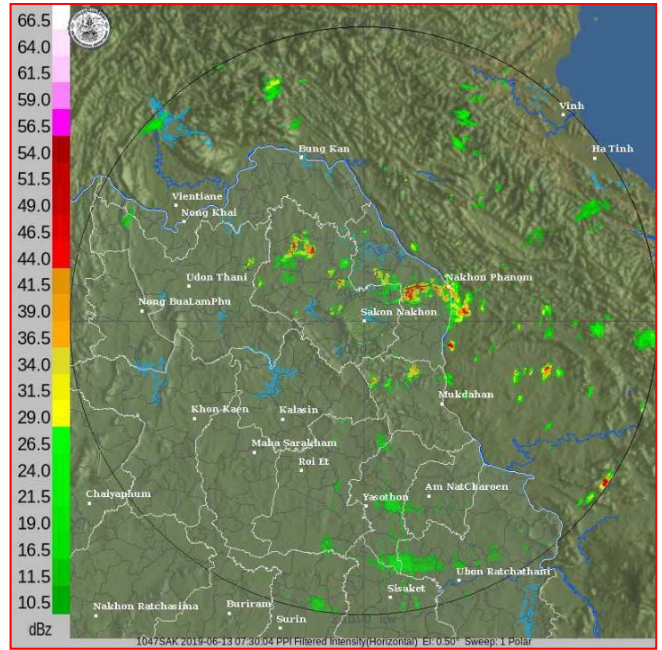 66.5
64.0
61.5
59.0
56.5
54.0
51.5
49.0
46.5
44.0
41.5
39.0
36.5
34.0
31.5
29.0
26.5
24.0
21.5
19.0
16.5
11.5
10.5
dBz
Vinh
Ha Tinh
Bung Kan
Vientiane
Nong Khai
Udon Thani
Nakhon Phanom
Nong BuaLamPhu
Sakon Nakhon
Mukdahan
Khon Kaen
Kalasin
Maha Sarakham
Roi Et
Chaiyaphum
Yasothon
Am NatCharoen
Ubon Ratchathani
Sisaket
Nakhon Ratchasima
Buriram
Surin
1047SAK 2019-06-13 07:30:04 PPI Filtered Intensity(Horizontal) El: 0.50° Sweep: 1 Polar